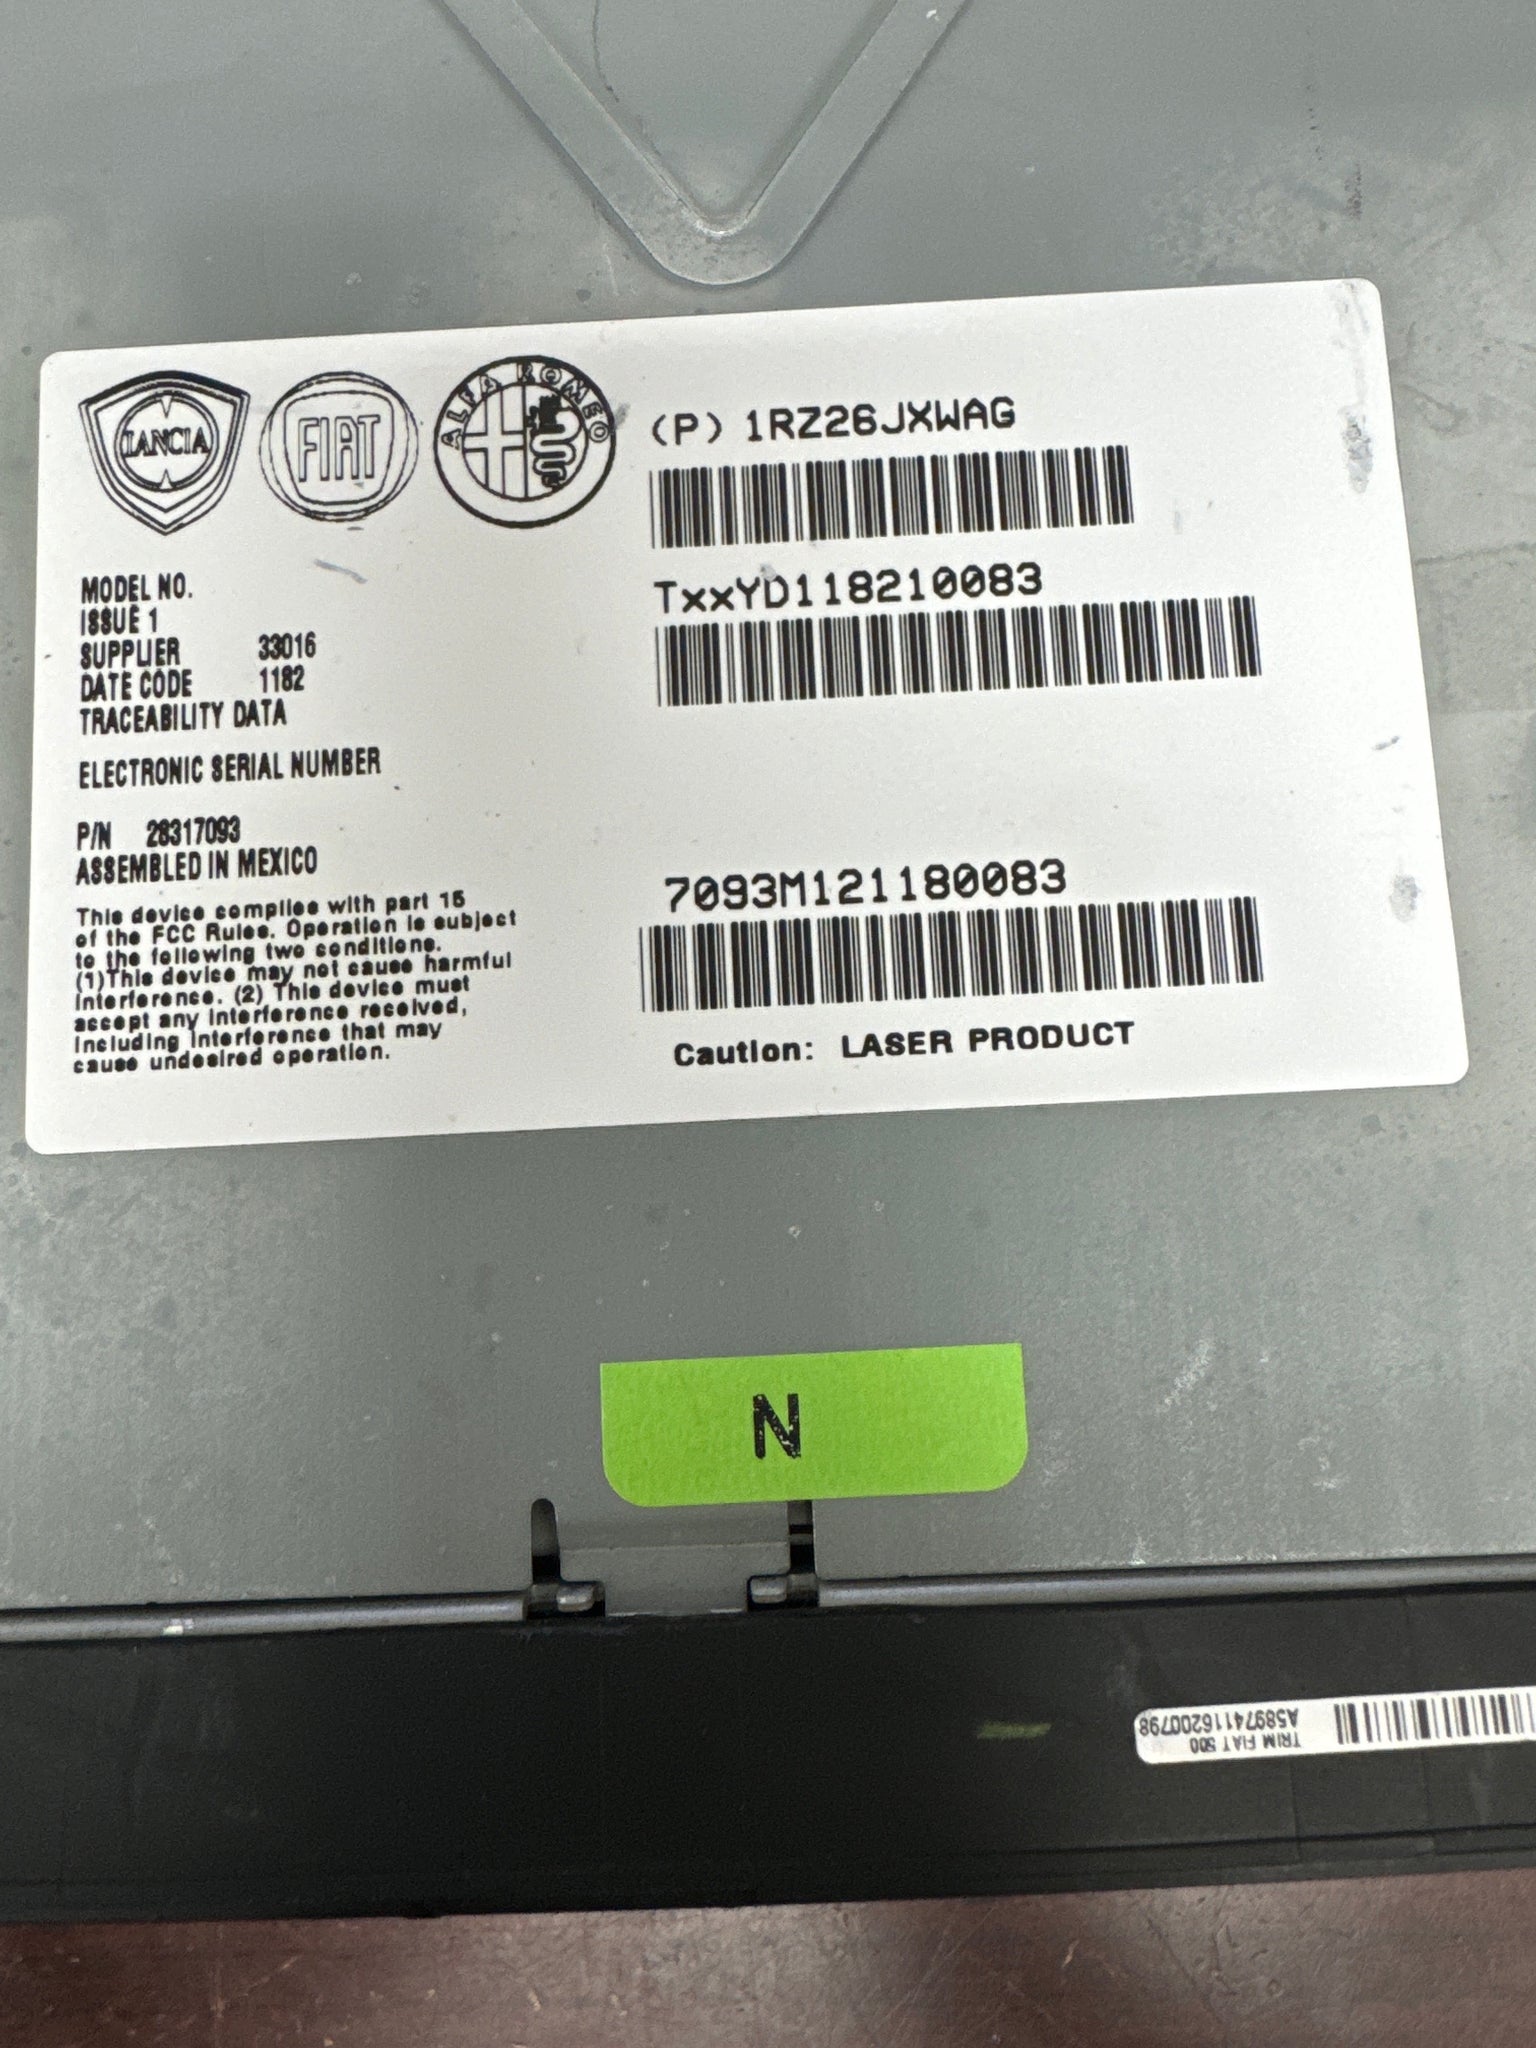 LANCIA
FIAT
ALFA ROMEO
(P) 1RZ26JXWAG
TxxYD118210083
MODEL NO.
ISSUE 1
SUPPLIER 33016
DATE CODE 1182
TRACEABILITY DATA
ELECTRONIC SERIAL NUMBER
P/N 28317093
ASSEMBLED IN MEXICO
This device complies with part 15
of the FCC Rules. Operation is subject
to the following two conditions.
(1)This device may not cause harmful
interference. (2) This device must
accept any interference received,
including interference that may
cause undesired operation.
7093M121180083
Caution: LASER PRODUCT
N
TRIM FIAT 500
A58974116200798